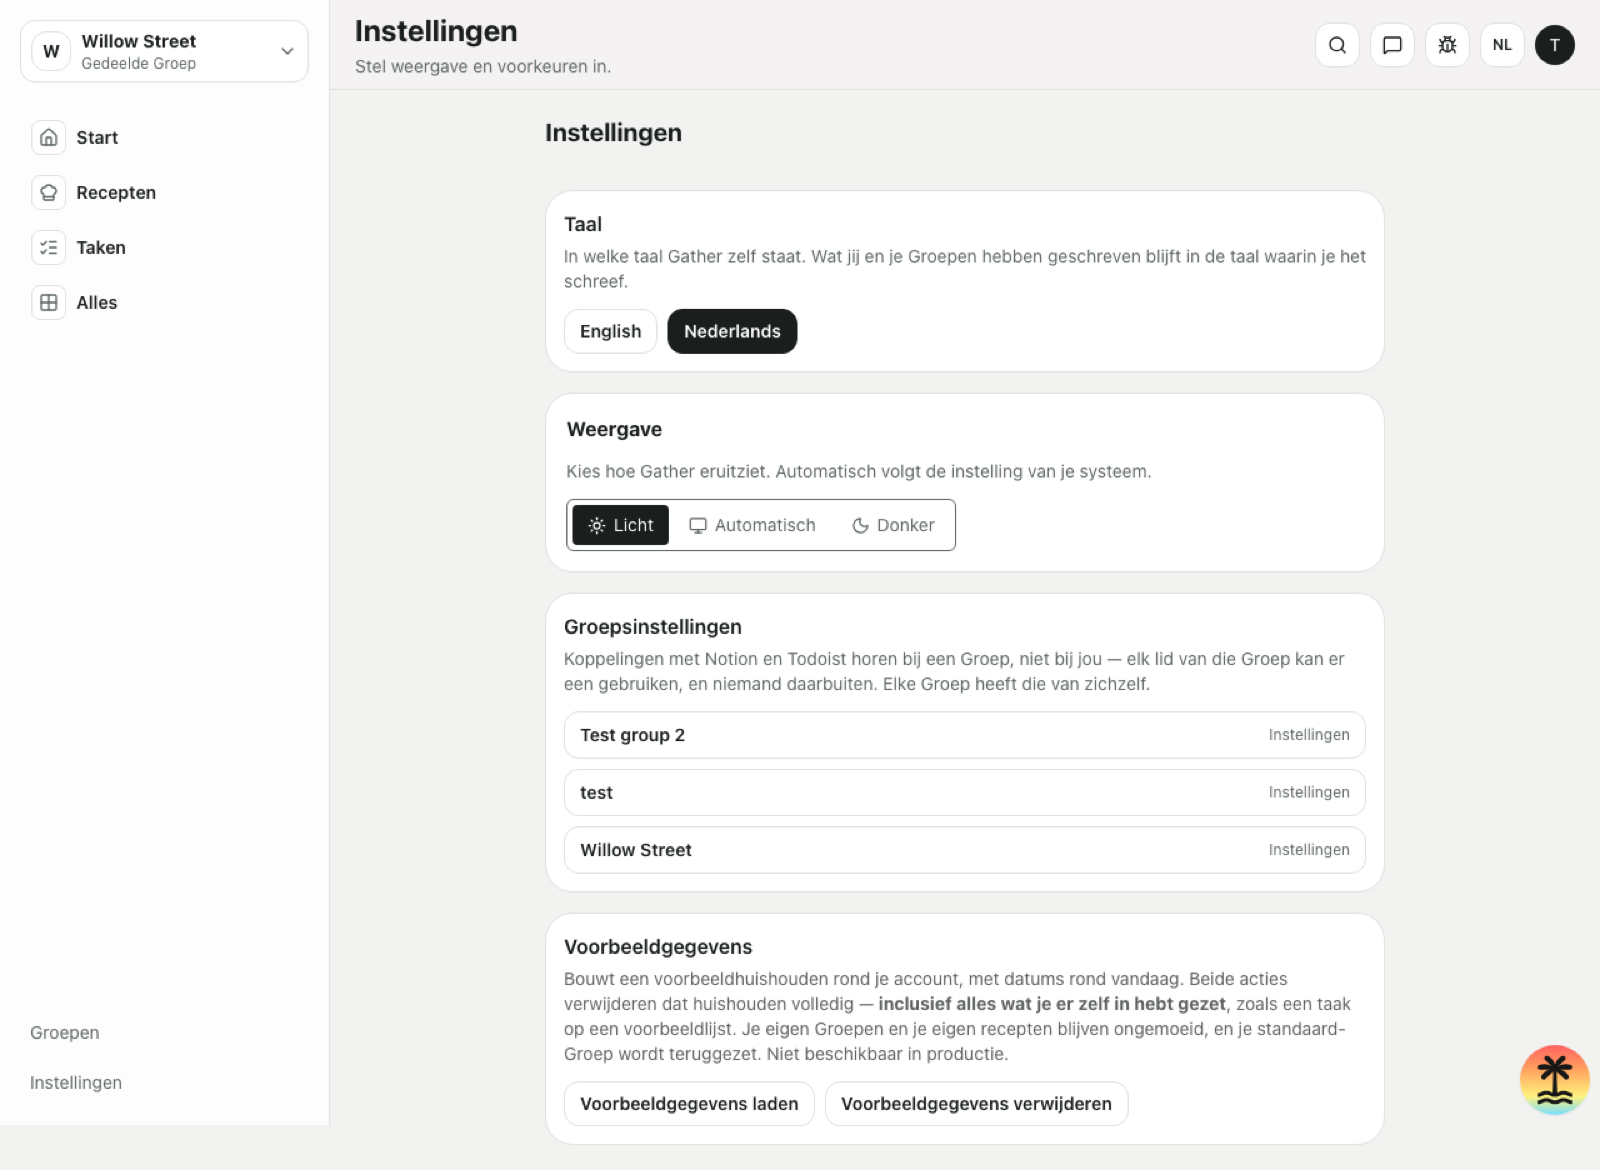 W
Willow Street
Gedeelde Groep
Start
Recepten
Taken
Alles
Groepen
Instellingen
Instellingen
Stel weergave en voorkeuren in.
NL
T
Instellingen
Taal
In welke taal Gather zelf staat. Wat jij en je Groepen hebben geschreven blijft in de taal waarin je het
schreef.
English
Nederlands
Weergave
Kies hoe Gather eruitziet. Automatisch volgt de instelling van je systeem.
Licht
Automatisch
Donker
Groepsinstellingen
Koppelingen met Notion en Todoist horen bij een Groep, niet bij jou — elk lid van die Groep kan er
een gebruiken, en niemand daarbuiten. Elke Groep heeft die van zichzelf.
Test group 2
Instellingen
test
Instellingen
Willow Street
Instellingen
Voorbeeldgegevens
Bouwt een voorbeeldhuishouden rond je account, met datums rond vandaag. Beide acties
verwijderen dat huishouden volledig — inclusief alles wat je er zelf in hebt gezet, zoals een taak
op een voorbeeldlijst. Je eigen Groepen en je eigen recepten blijven ongemoeid, en je standaard-
Groep wordt teruggezet. Niet beschikbaar in productie.
Voorbeeldgegevens laden
Voorbeeldgegevens verwijderen